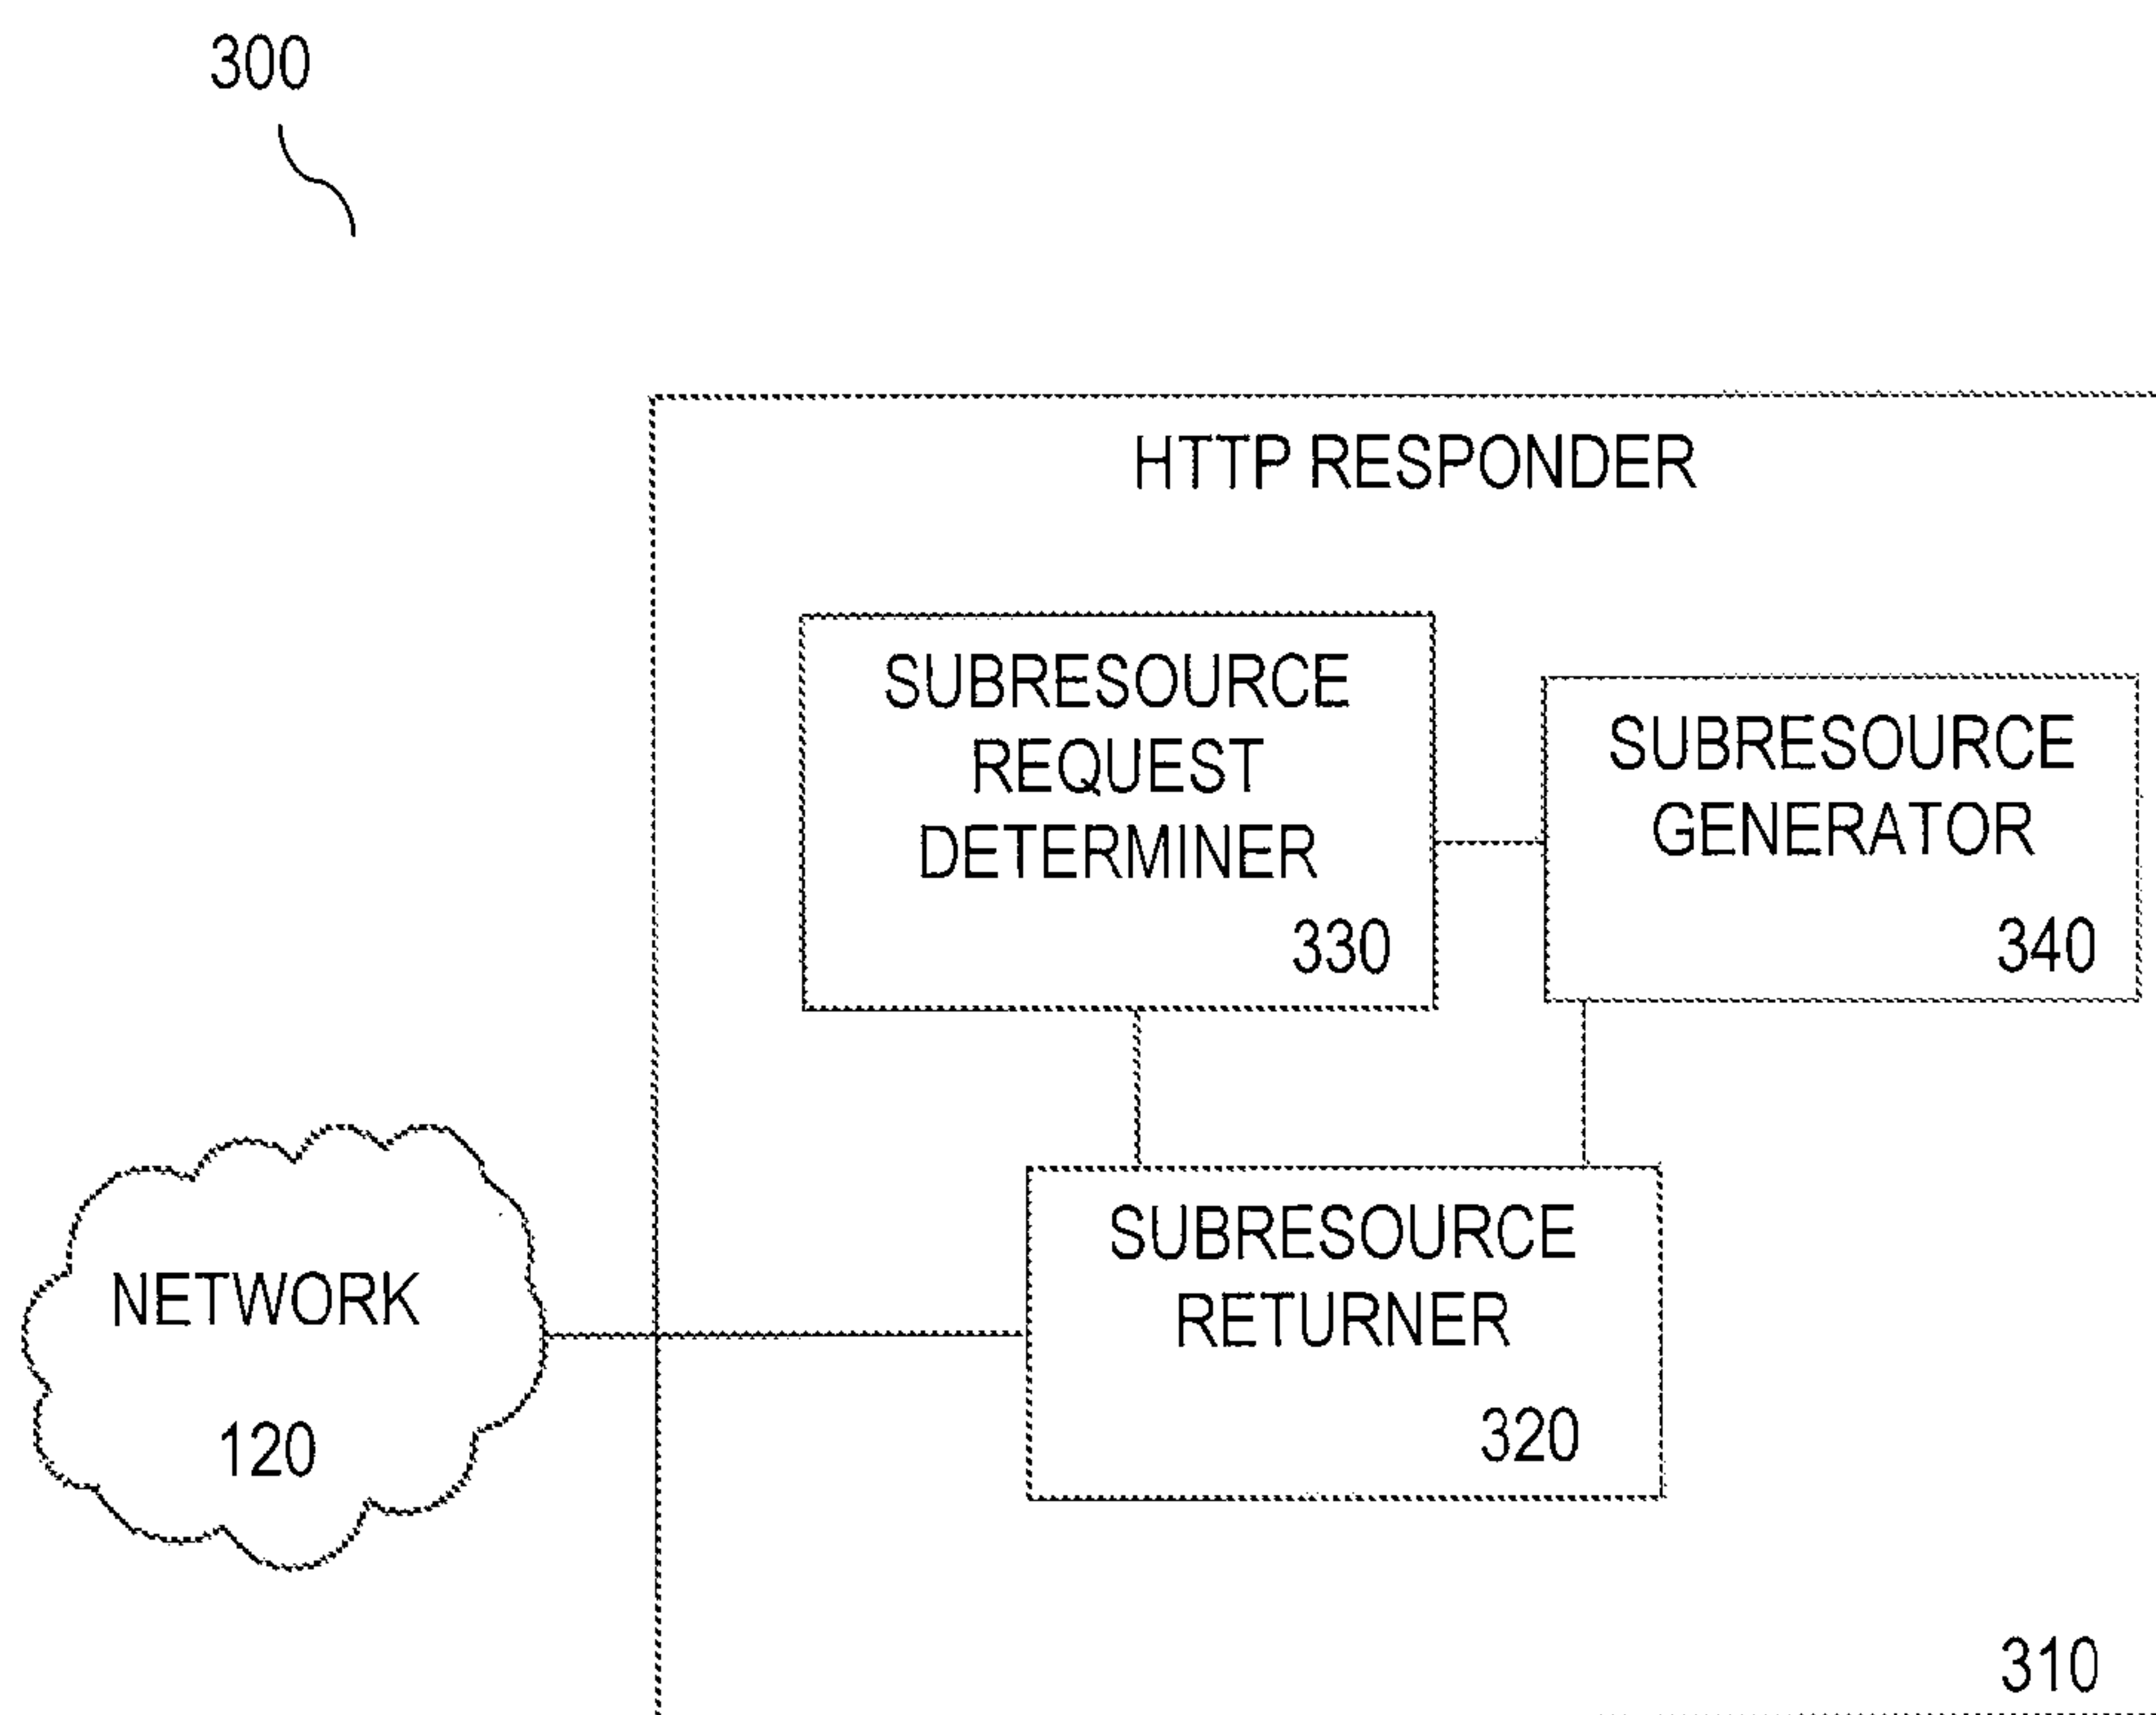 300
HTTP RESPONDER
SUBRESOURCE
REQUEST
DETERMINER
330
SUBRESOURCE
GENERATOR
340
SUBRESOURCE
RETURNER
320
NETWORK
120
310